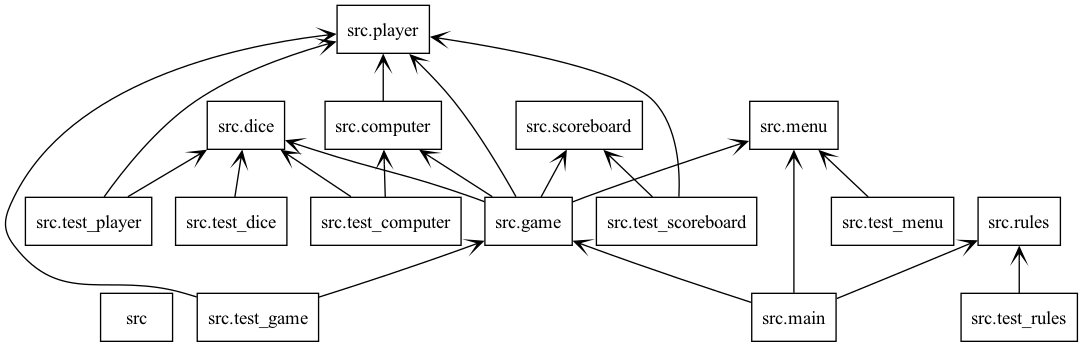 src.player
src.dice
src.computer
src.scoreboard
src.menu
src.test_player
src.test_dice
src.test_computer
src.game
src.test_scoreboard
src.test_menu
src.rules
src
src.test_game
src.main
src.test_rules